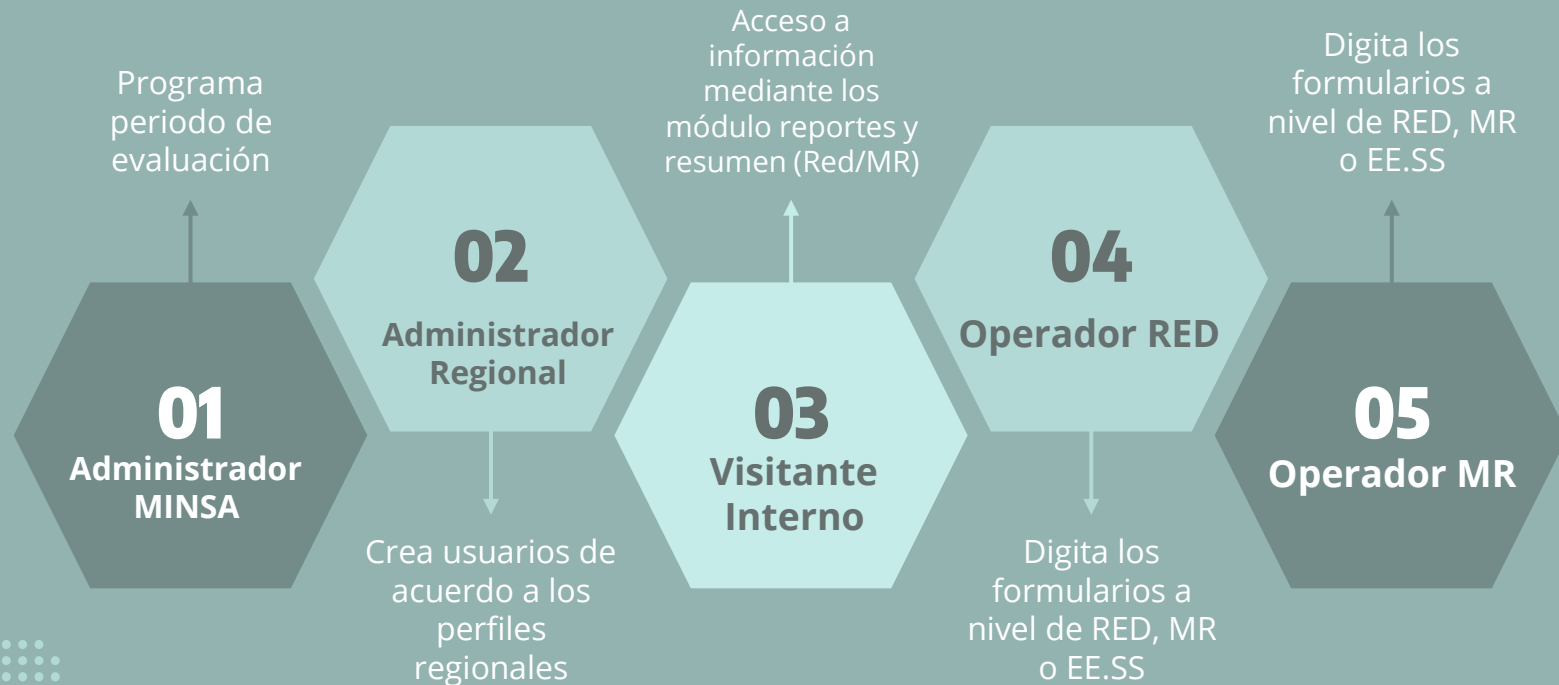 Programa
periodo de
evaluación
01
Administrador
MINSA
02
Administrador
Regional
Crea usuarios de
acuerdo a los
perfiles
regionales
Acceso a
información
mediante los
módulo reportes y
resumen (Red/MR)
03
Visitante
Interno
04
Operador RED
Digita los
formularios a
nivel de RED, MR
o EE.SS
Digita los
formularios a
nivel de RED, MR
o EE.SS
05
Operador MR